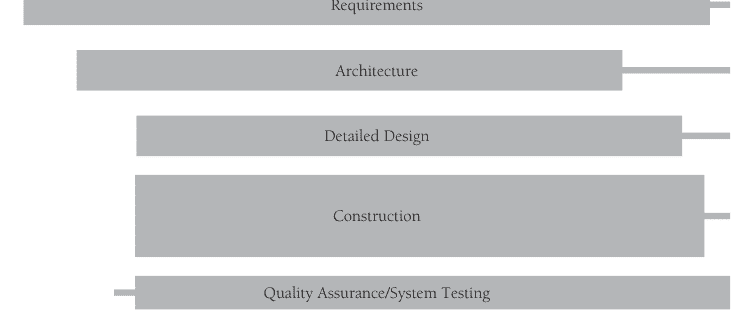 Requirements
Architecture
Detailed Design
Construction
Quality Assurance/System Testing